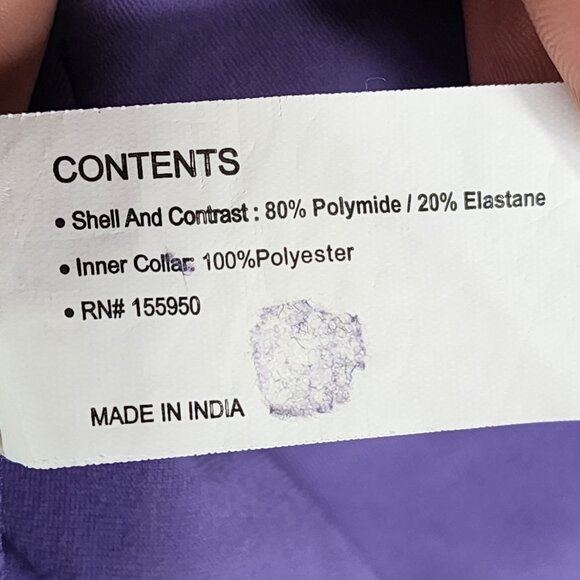 CONTENTS
• Shell And Contrast : 80% Polymide / 20% Elastane
• Inner Collar: 100%Polyester
• RN# 155950
MADE IN INDIA